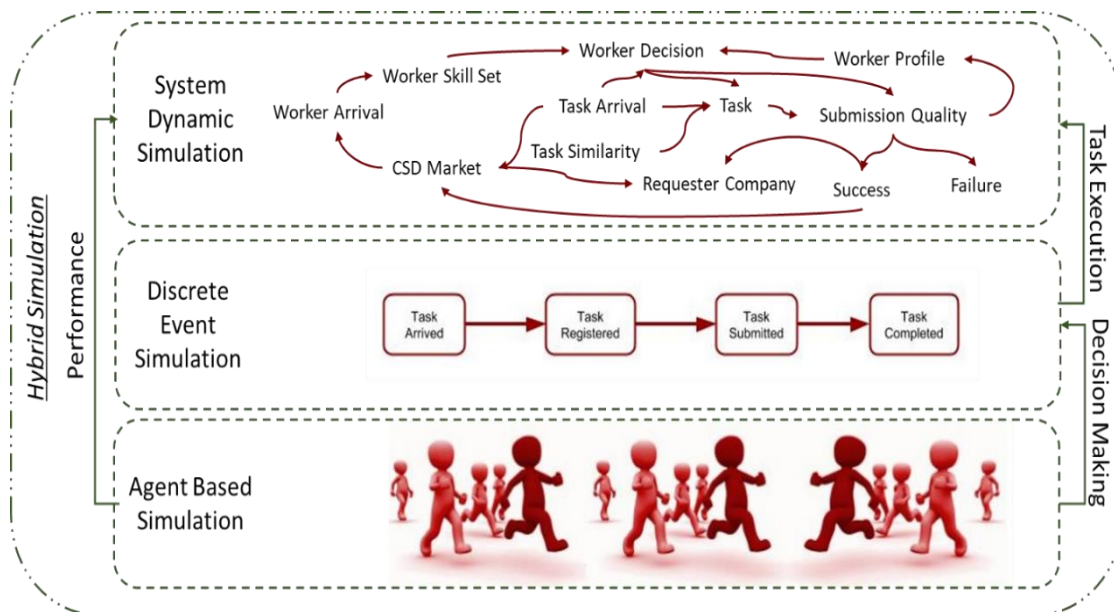 Hybrid Simulation
Performance
System
Dynamic
Simulation
Worker Decision
Worker Profile
Worker Skill Set
Worker Arrival
Task Arrival
Task
Submission Quality
Task Similarity
CSD Market
Requester Company
Success
Failure
Task Execution
Discrete
Event
Simulation
Task
Arrived
Task
Registered
Task
Submitted
Task
Completed
Decision Making
Agent Based
Simulation